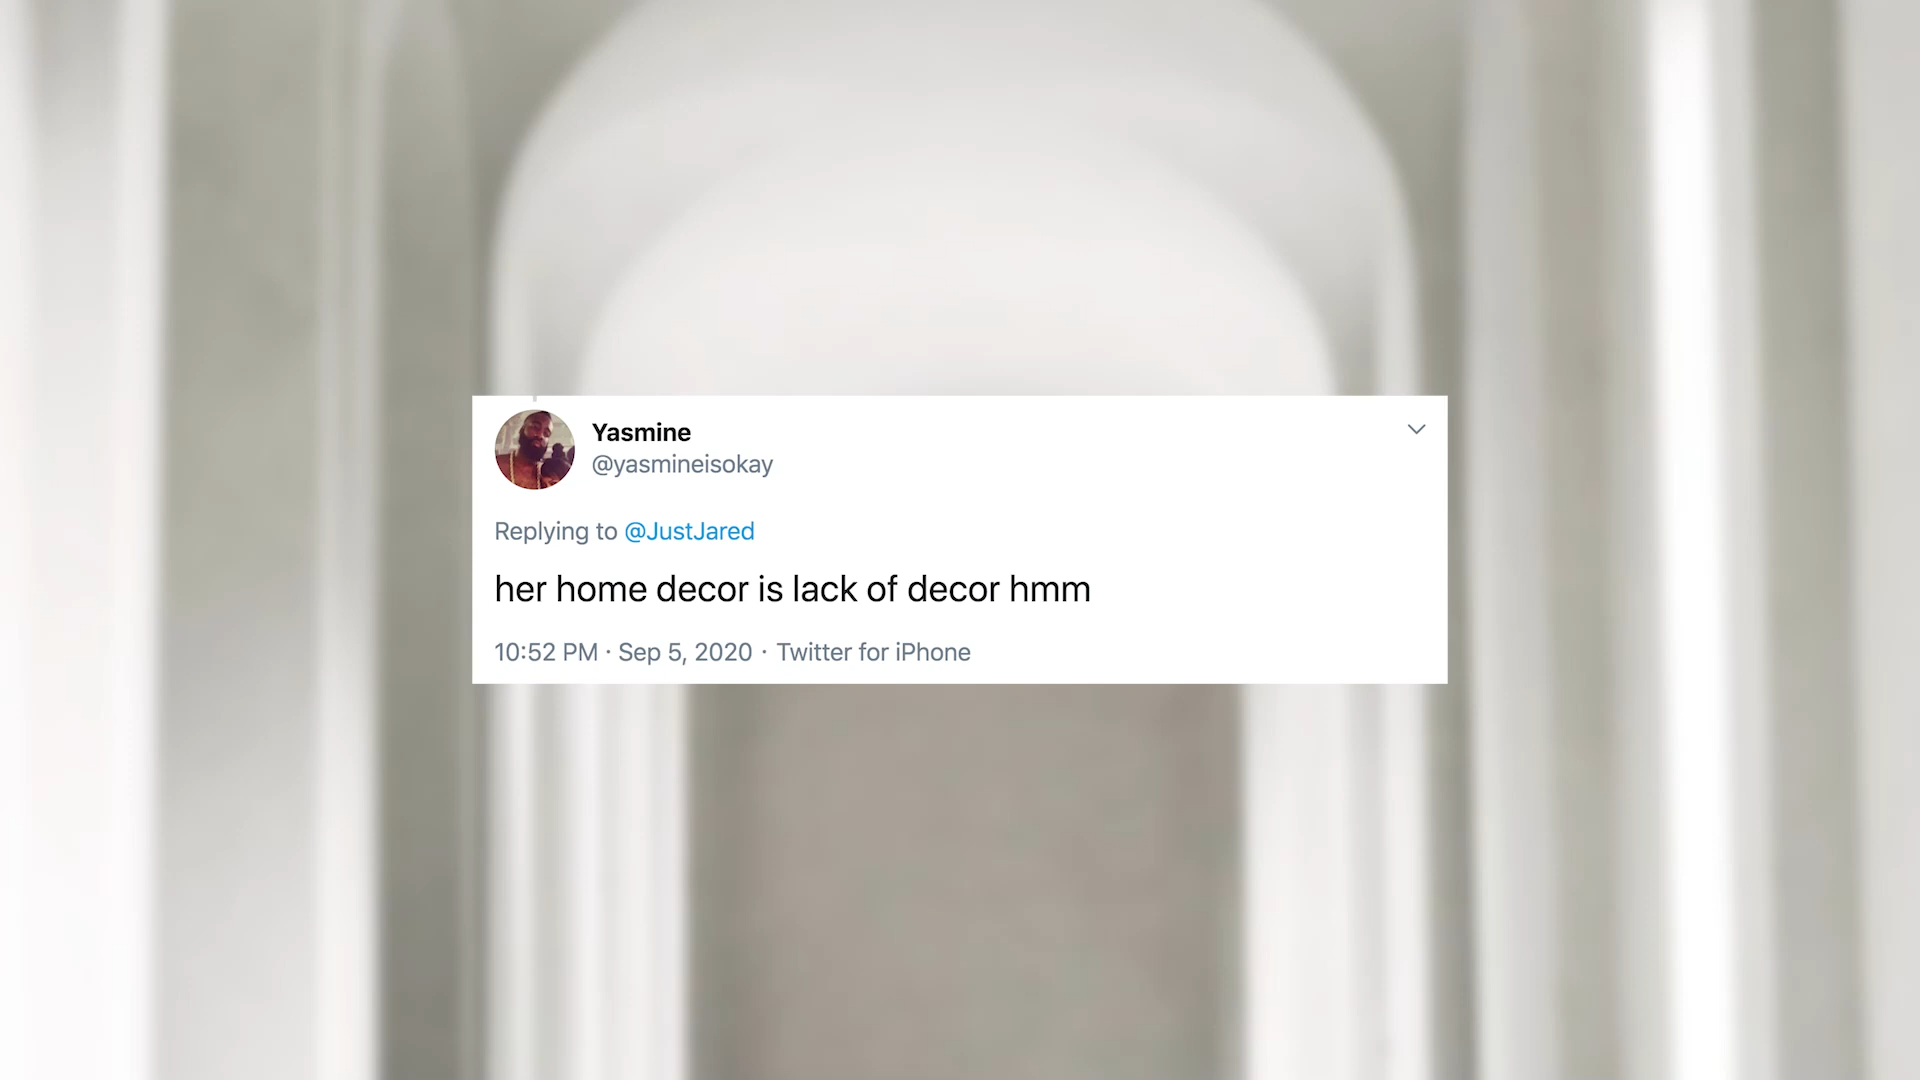 Yasmine
@yasmineisokay
Replying to @JustJared
her home decor is lack of decor hmm
10:52 PM · Sep 5, 2020 · Twitter for iPhone